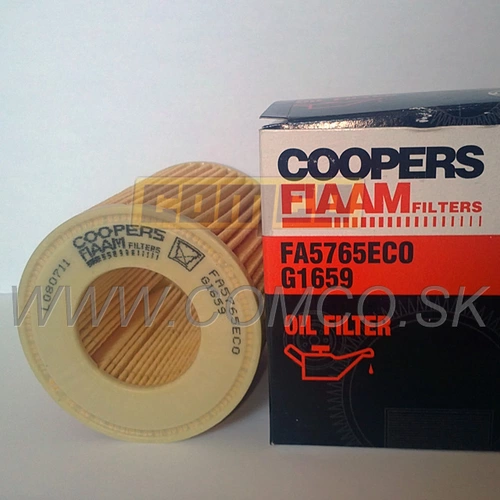 COOPERS
FIAAM FILTERS
L080711
FA5765ECO
G1659
COOPERS
FIAAM FILTERS
FA5765ECO
G1659
OIL FILTER
WWW.COMCO.SK